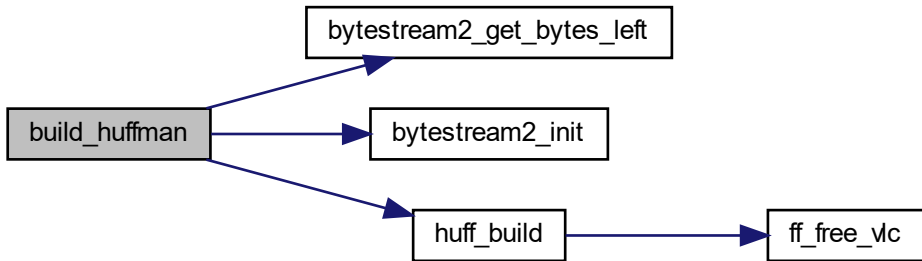 bytestream2_get_bytes_left
build_huffman
bytestream2_init
huff_build
ff_free_vlc